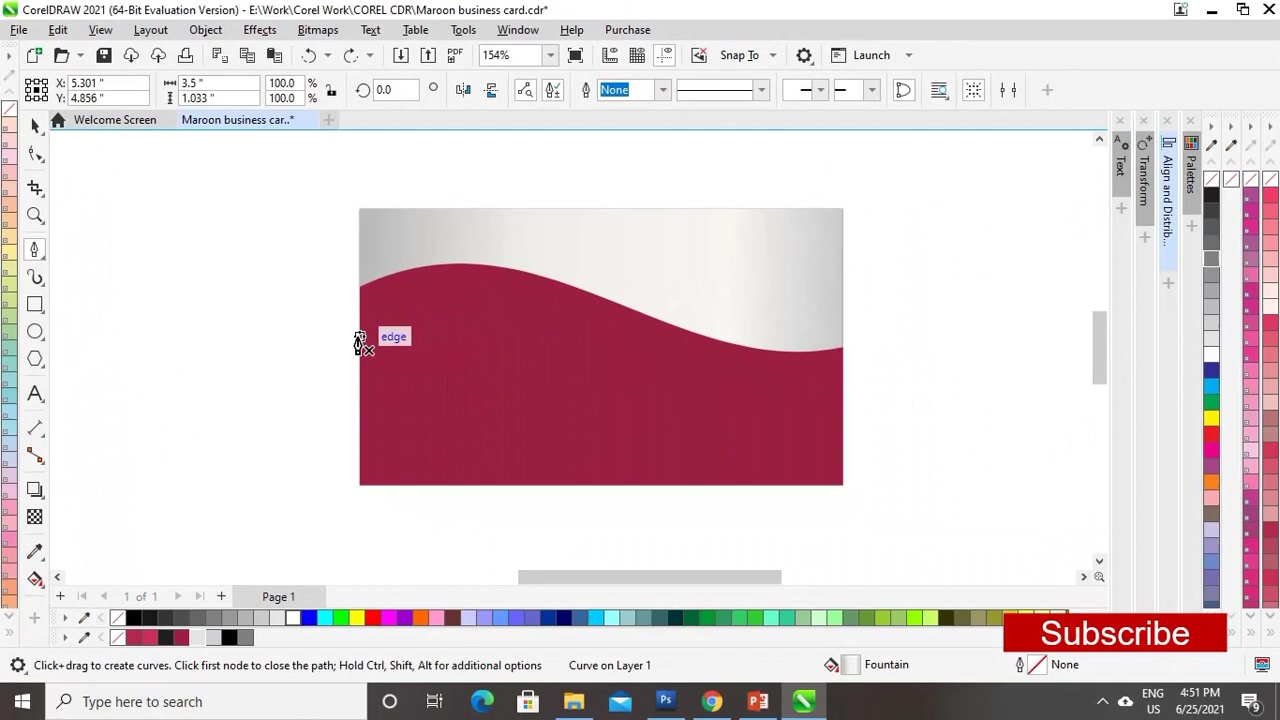 CorelDRAW 2021 (64-Bit Evaluation Version) - E:\Work\Corel Work\COREL CDR\Maroon business card.cdr*
File Edit View Layout Object Effects Bitmaps Text Table Tools Window Help Purchase
154% PDF Snap To Launch
X: 5.301 " 3.5 " 100.0 % 0.0 None
Y: 4.856 " 1.033 " 100.0 %
Welcome Screen Maroon business car..*
Text
Transform
Align and Distrib...
Palettes
edge
1 of 1 Page 1
Subscribe
Click+drag to create curves. Click first node to close the path; Hold Ctrl, Shift, Alt for additional options Curve on Layer 1 Fountain None
Type here to search
Ps
ENG
US
4:51 PM
6/25/2021
9